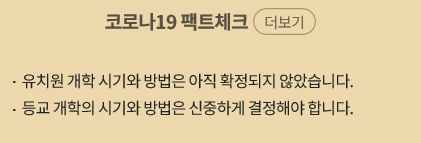 코로나19 팩트체크 더보기
· 유치원 개학 시기와 방법은 아직 확정되지 않았습니다.
· 등교 개학의 시기와 방법은 신중하게 결정해야 합니다.